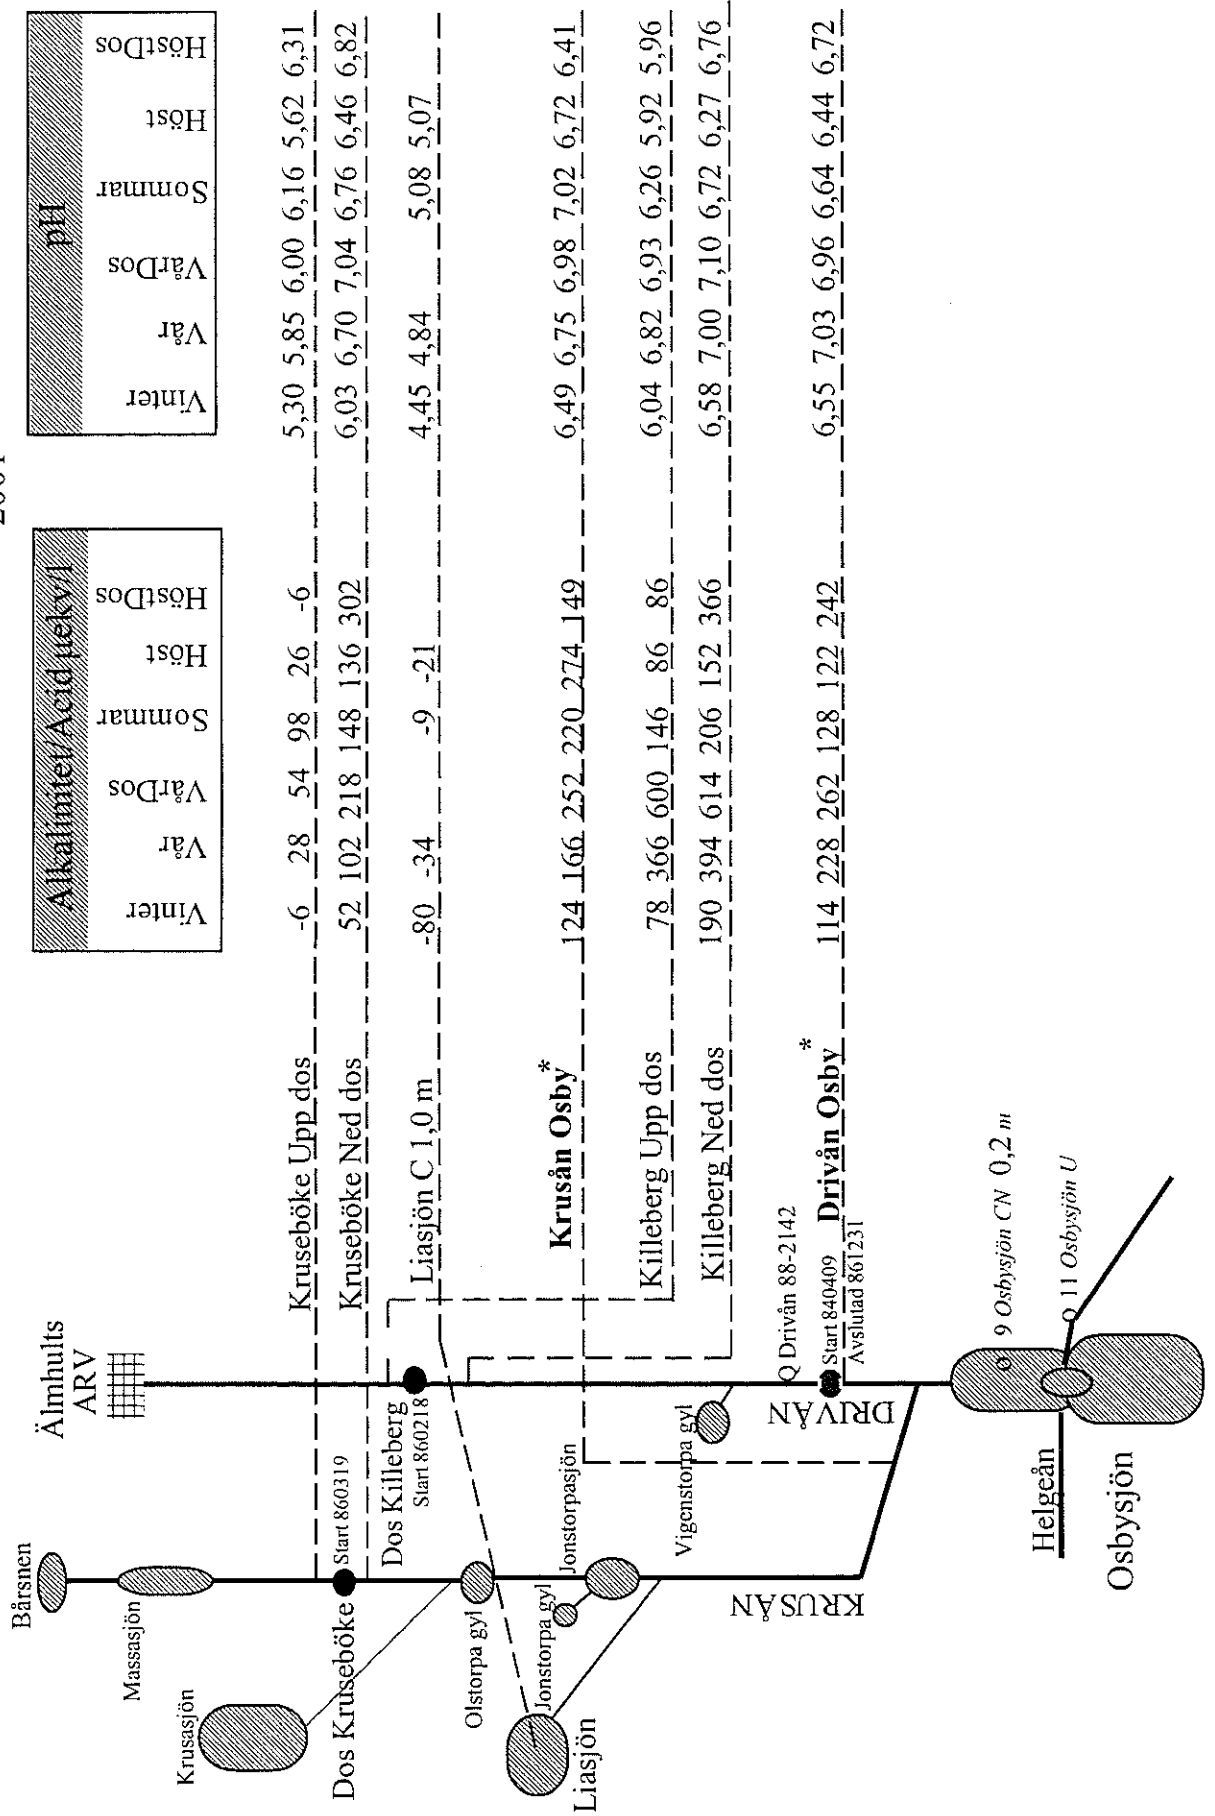 2001
Alkalinitet/Acid µekv/l
Vinter Vår VårDos Sommar Höst HöstDos
pH
Vinter Vår VårDos Sommar Höst HöstDos
Kruseböke Upp dos -6 28 54 98 26 -6 5,30 5,85 6,00 6,16 5,62 6,31
Kruseböke Ned dos 52 102 218 148 136 302 6,03 6,70 7,04 6,76 6,46 6,82
Liasjön C 1,0 m -80 -34 -9 -21 4,45 4,84 5,08 5,07
Krusån Osby* 124 166 252 220 274 149 6,49 6,75 6,98 7,02 6,72 6,41
Killeberg Upp dos 78 366 600 146 86 86 6,04 6,82 6,93 6,26 5,92 5,96
Killeberg Ned dos 190 394 614 206 152 366 6,58 7,00 7,10 6,72 6,27 6,76
Drivån Osby* 114 228 262 128 122 242 6,55 7,03 6,96 6,64 6,44 6,72
Bårsnen
Massasjön
Krusasjön
Dos Kruseböke
Start 860319
Älmhults
ARV
Dos Killeberg
Start 860218
Olstorpa gyl
Jonstorpa gyl
Jonstorpasjön
Liasjön
Vigenstorpa gyl
KRUSÅN
DRIVÅN
Q Drivån 88-2142
Start 840409
Avslutad 861231
9 Osbysjön CN 0,2 m
11 Osbysjön U
Helgeån
Osbysjön